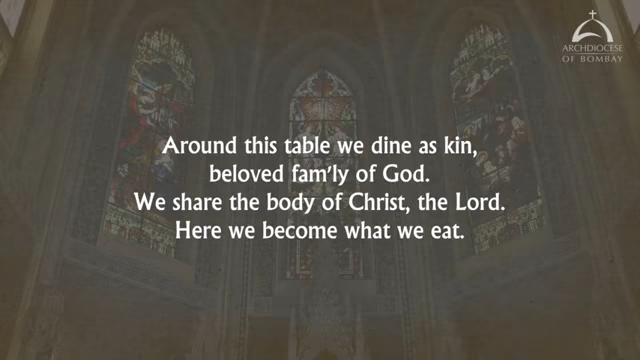 ARCHDIOCESE
OF BOMBAY
Around this table we dine as kin,
beloved fam'ly of God.
We share the body of Christ, the Lord.
Here we become what we eat.